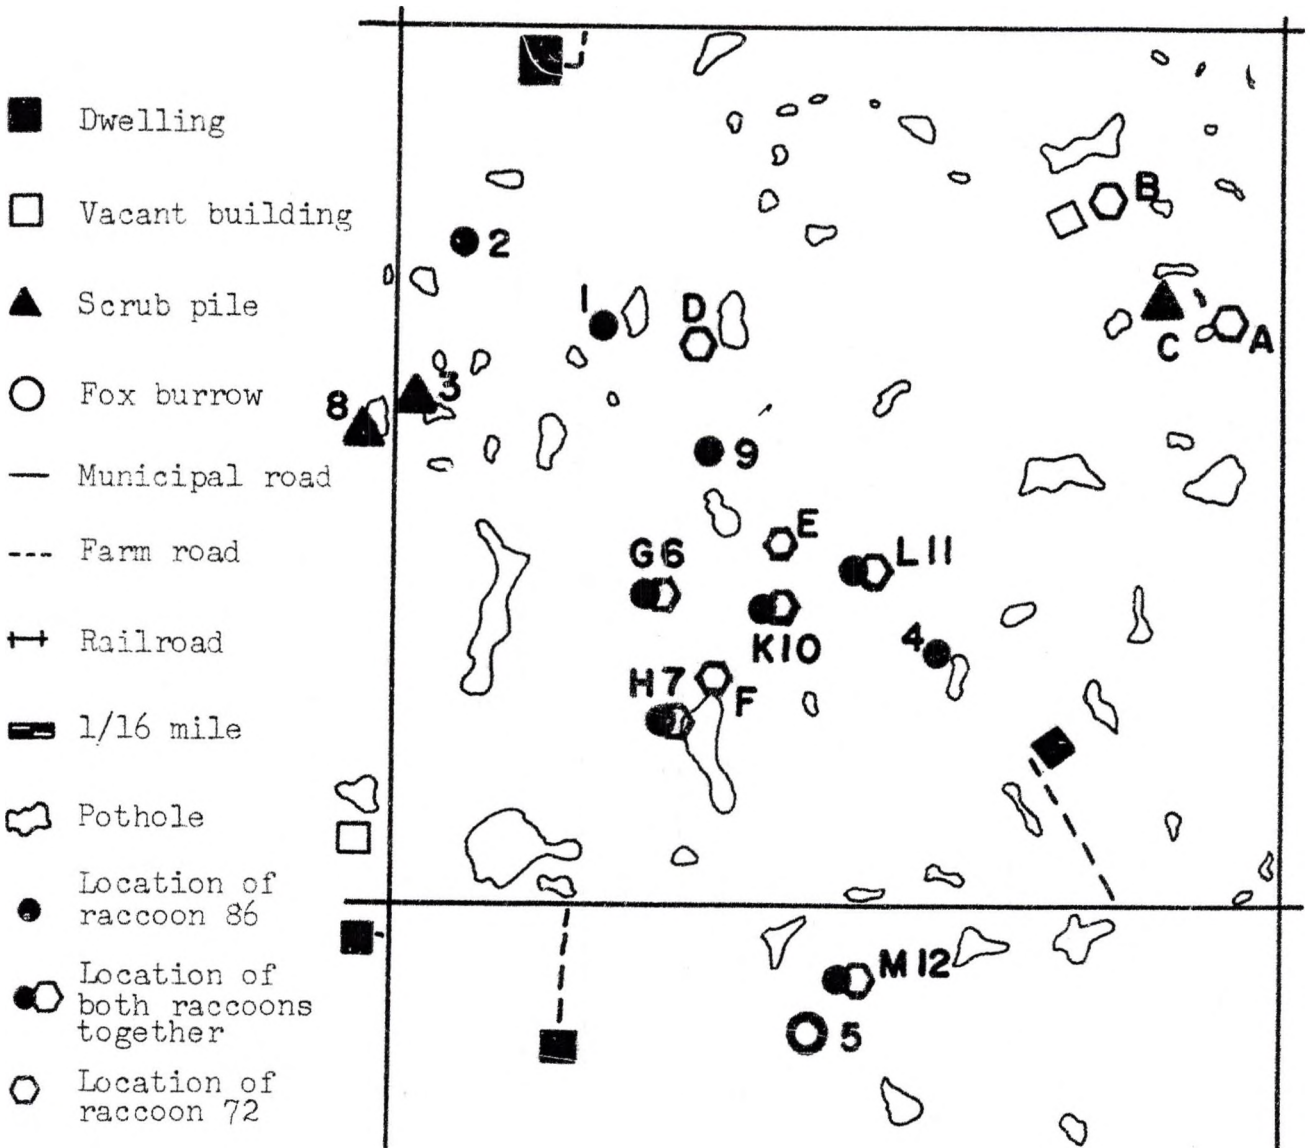 Dwelling
Vacant building
Scrub pile
Fox burrow
Municipal road
Farm road
Railroad
1/16 mile
Pothole
Location of
raccoon 86
Location of
both raccoons
together
Location of
raccoon 72
B
2
1
D
C
A
8
3
9
E
G6
L11
K10
4
H7
F
M12
5